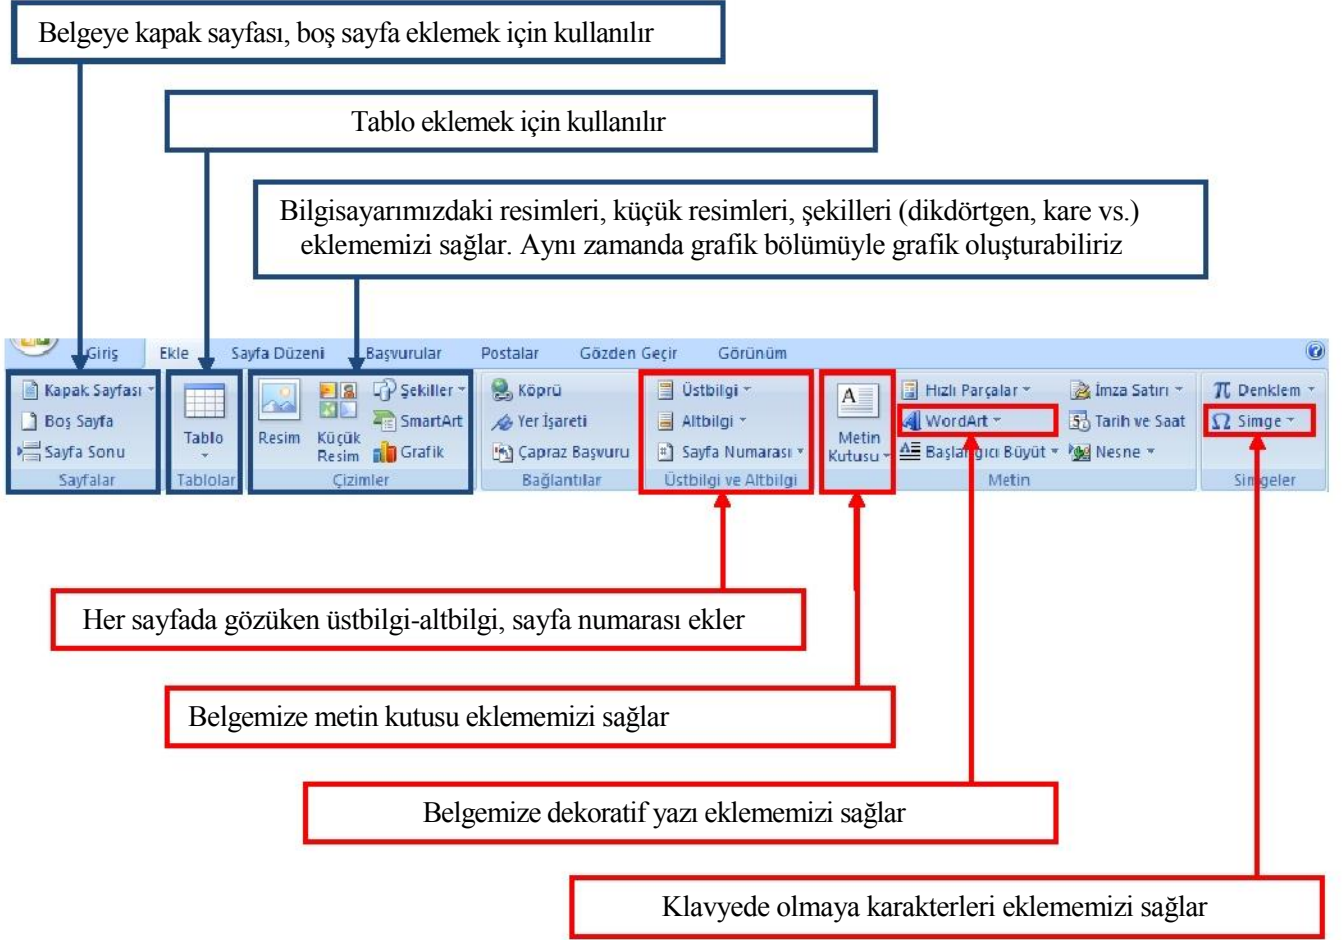 Belgeye kapak sayfası, boş sayfa eklemek için kullanılır
Tablo eklemek için kullanılır
Bilgisayarımızdaki resimleri, küçük resimleri, şekilleri (dikdörtgen, kare vs.)
eklememizi sağlar. Aynı zamanda grafik bölümüyle grafik oluşturabiliriz
Giriş Ekle Sayfa Düzeni Başvurular Postalar Gözden Geçir Görünüm
Kapak Sayfası
Boş Sayfa
Sayfa Sonu
Sayfalar
Tablo
Tablolar
Resim
Küçük
Resim
Şekiller
SmartArt
Grafik
Çizimler
Köprü
Yer İşareti
Çapraz Başvuru
Bağlantılar
Üstbilgi
Altbilgi
Sayfa Numarası
Üstbilgi ve Altbilgi
Metin
Kutusu
Hızlı Parçalar
WordArt
Başlangıcı Büyüt
İmza Satırı
Tarih ve Saat
Nesne
Metin
Denklem
Simge
Simgeler
Her sayfada gözüken üstbilgi-altbilgi, sayfa numarası ekler
Belgemize metin kutusu eklememizi sağlar
Belgemize dekoratif yazı eklememizi sağlar
Klavyede olmaya karakterleri eklememizi sağlar